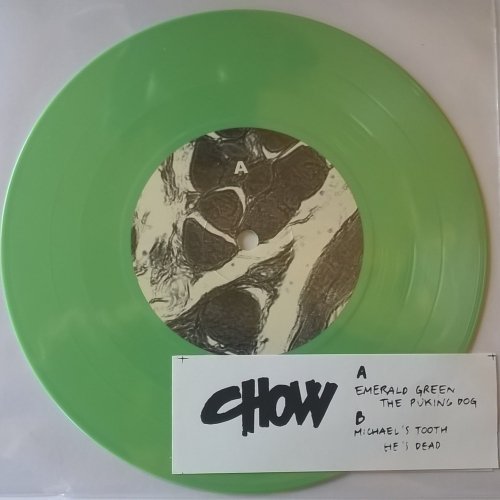 A
CHOW
A
EMERALD GREEN
THE PUKING DOG
B
MICHAEL'S TOOTH
HE'S DEAD